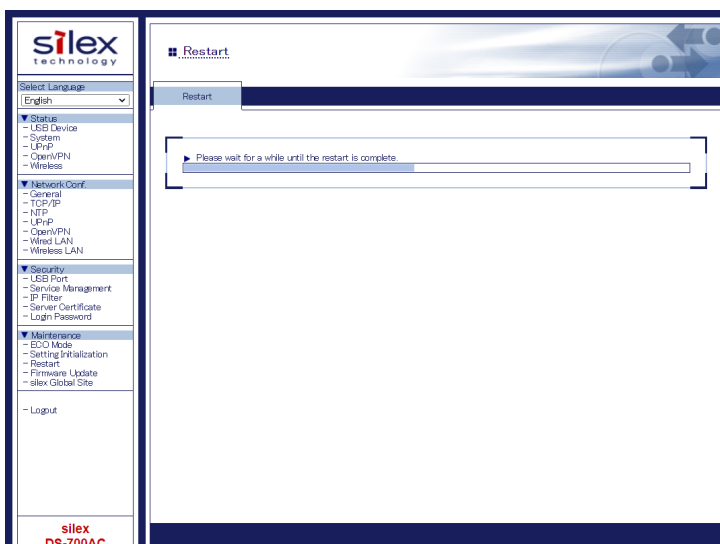 silex
technology
Select Language
English
▼ Status
- USB Device
- System
- UPnP
- OpenVPN
- Wireless
▼ Network Conf.
- General
- TCP/IP
- NTP
- UPnP
- OpenVPN
- Wired LAN
- Wireless LAN
▼ Security
- USB Port
- Service Management
- IP Filter
- Server Certificate
- Login Password
▼ Maintenance
- ECO Mode
- Setting Initialization
- Restart
- Firmware Update
- silex Global Site
- Logout
silex
DS-700AC
Restart
Restart
Please wait for a while until the restart is complete.